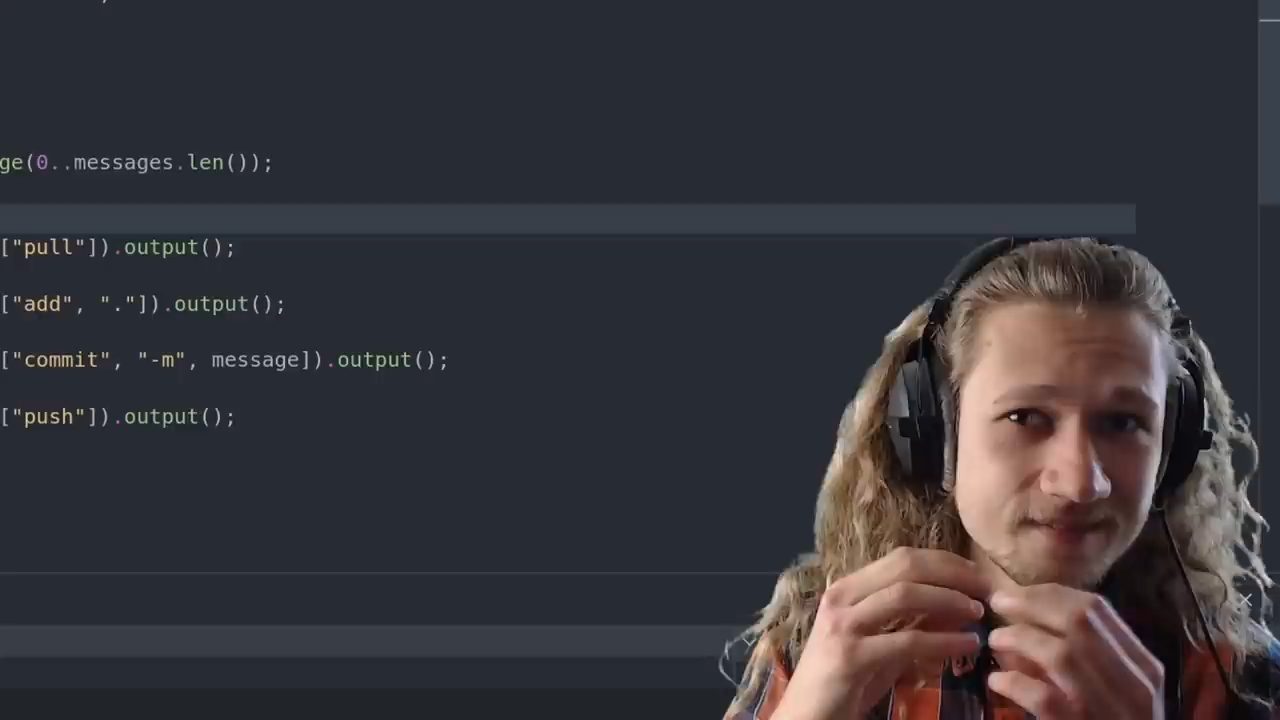 ge(0..messages.len());
["pull"]).output();
["add", "."]).output();
["commit", "-m", message]).output();
["push"]).output();